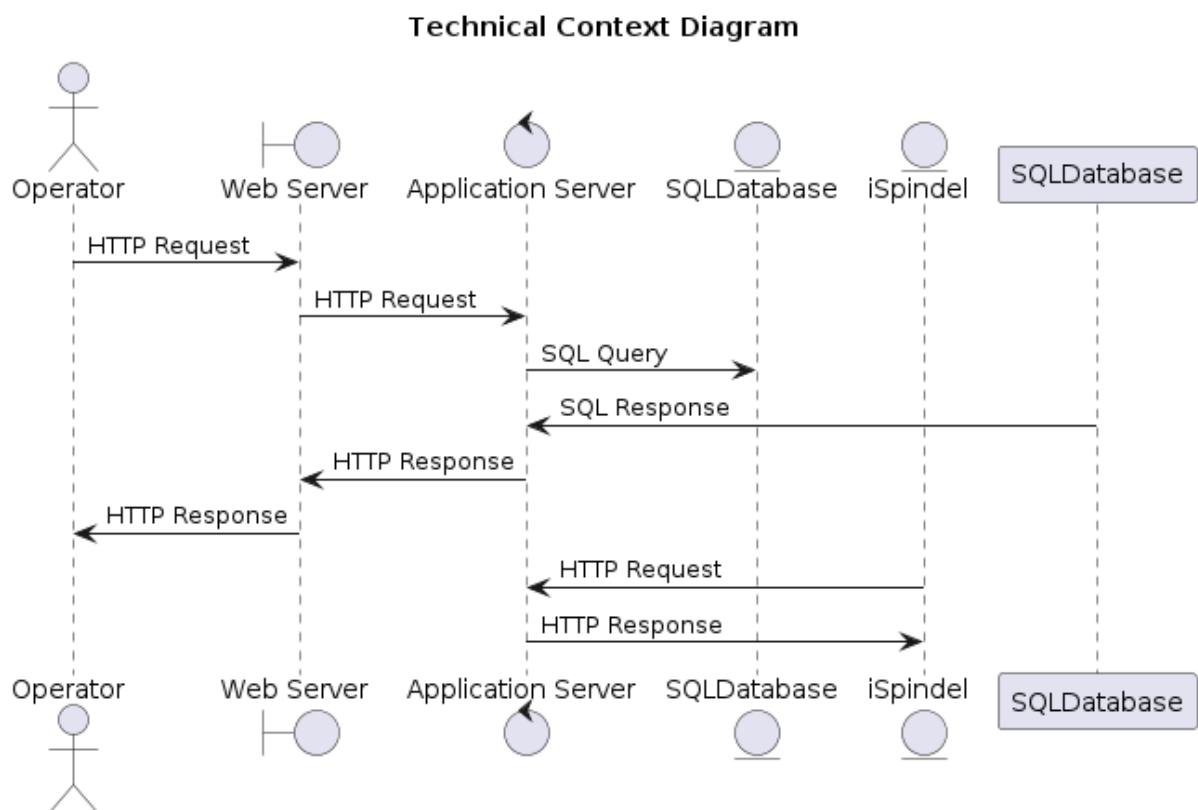 Technical Context Diagram
Operator
Web Server
Application Server
SQLDatabase
iSpindel
SQLDatabase
HTTP Request
HTTP Request
SQL Query
SQL Response
HTTP Response
HTTP Response
HTTP Request
HTTP Response
Operator
Web Server
Application Server
SQLDatabase
iSpindel
SQLDatabase